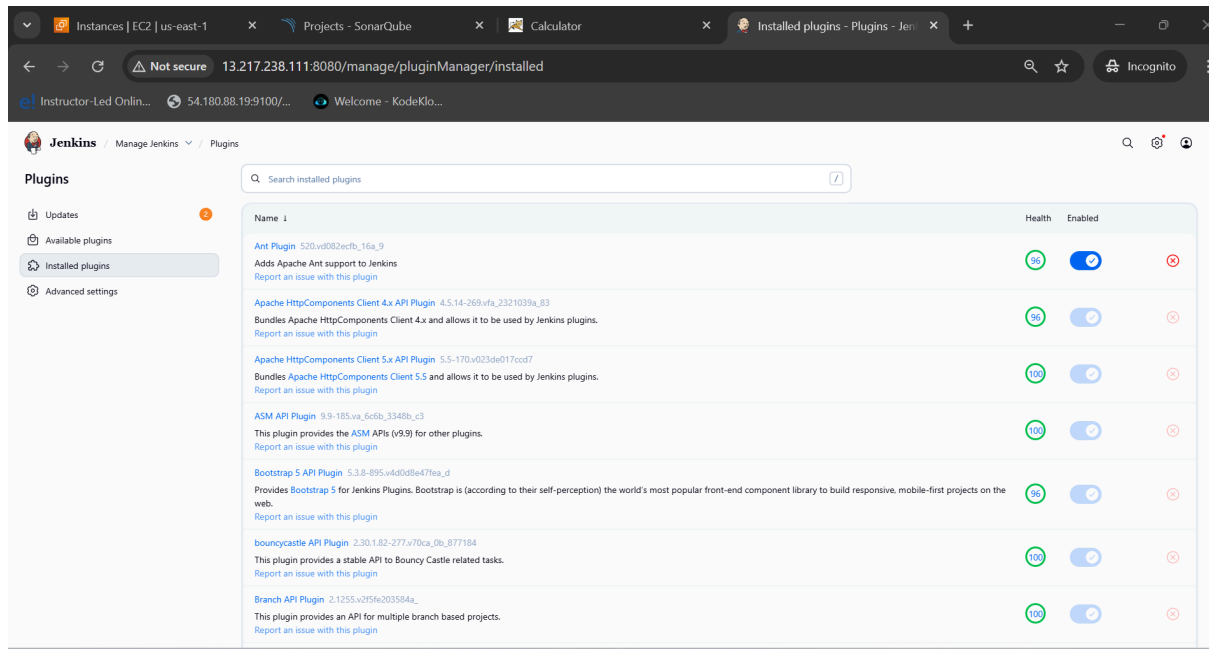 Instances | EC2 | us-east-1
Projects - SonarQube
Calculator
Installed plugins - Plugins - Jen
Not secure 13.217.238.111:8080/manage/pluginManager/installed
Incognito
Instructor-Led Onlin...
54.180.88.19:9100/...
Welcome - KodeKlo...
Jenkins / Manage Jenkins / Plugins
Plugins
Search installed plugins
/
Updates 2
Available plugins
Installed plugins
Advanced settings
Name ↓ Health Enabled
Ant Plugin 520.vd082ecfb_16a_9
Adds Apache Ant support to Jenkins
Report an issue with this plugin
96
Apache HttpComponents Client 4.x API Plugin 4.5.14-269.vfa_2321039a_83
Bundles Apache HttpComponents Client 4.x and allows it to be used by Jenkins plugins.
Report an issue with this plugin
96
Apache HttpComponents Client 5.x API Plugin 5.5-170.v023de017ccd7
Bundles Apache HttpComponents Client 5.5 and allows it to be used by Jenkins plugins.
Report an issue with this plugin
100
ASM API Plugin 9.9-185.va_6c6b_3348b_c3
This plugin provides the ASM APIs (v9.9) for other plugins.
Report an issue with this plugin
100
Bootstrap 5 API Plugin 5.3.8-895.v4d0d8e47fea_d
Provides Bootstrap 5 for Jenkins Plugins. Bootstrap is (according to their self-perception) the world's most popular front-end component library to build responsive, mobile-first projects on the
web.
Report an issue with this plugin
96
bouncycastle API Plugin 2.30.1.82-277.v70ca_0b_877184
This plugin provides a stable API to Bouncy Castle related tasks.
Report an issue with this plugin
100
Branch API Plugin 2.1255.v2f5fe203584a_
This plugin provides an API for multiple branch based projects.
Report an issue with this plugin
100